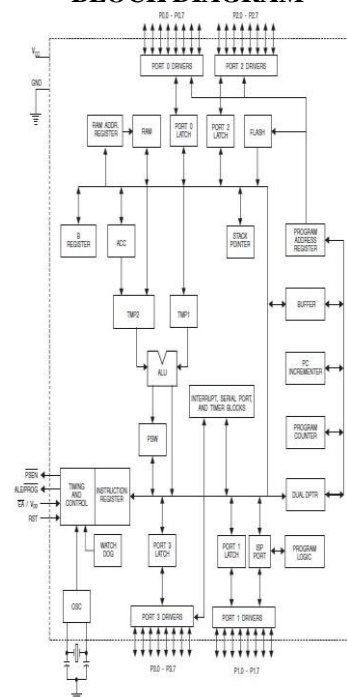 BLOCK DIAGRAM
P0.0 - P0.7
P2.0 - P2.7
VCC
GND
PORT 0 DRIVERS
PORT 2 DRIVERS
RAM ADDR.
REGISTER
RAM
PORT 0
LATCH
PORT 2
LATCH
FLASH
B
REGISTER
ACC
STACK
POINTER
PROGRAM
ADDRESS
REGISTER
TMP2
TMP1
BUFFER
ALU
PC
INCREMENTER
INTERRUPT, SERIAL PORT,
AND TIMER BLOCKS
PSW
PROGRAM
COUNTER
PSEN
ALE/PROG
EA / VPP
RST
TIMING
AND
CONTROL
INSTRUCTION
REGISTER
DUAL DPTR
WATCH
DOG
PORT 3
LATCH
PORT 1
LATCH
ISP
PORT
PROGRAM
LOGIC
OSC
PORT 3 DRIVERS
PORT 1 DRIVERS
P3.0 - P3.7
P1.0 - P1.7